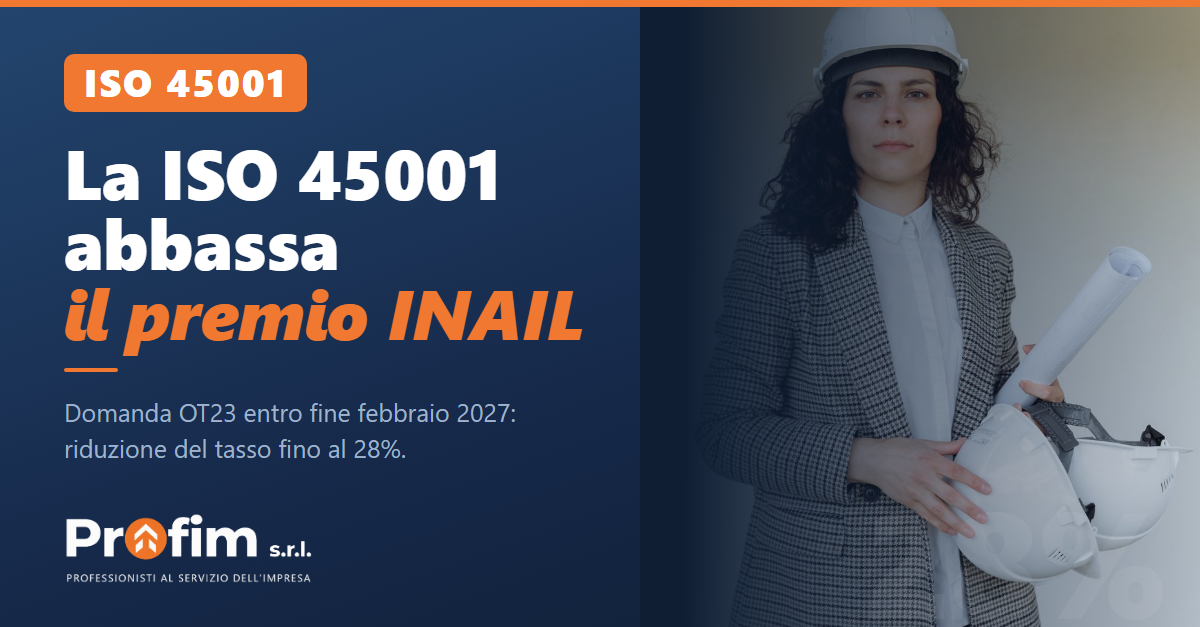 ISO 45001
La ISO 45001
abbassa
il premio INAIL
Domanda OT23 entro fine febbraio 2027:
riduzione del tasso fino al 28%.
Profim s.r.l.
PROFESSIONISTI AL SERVIZIO DELL'IMPRESA
%